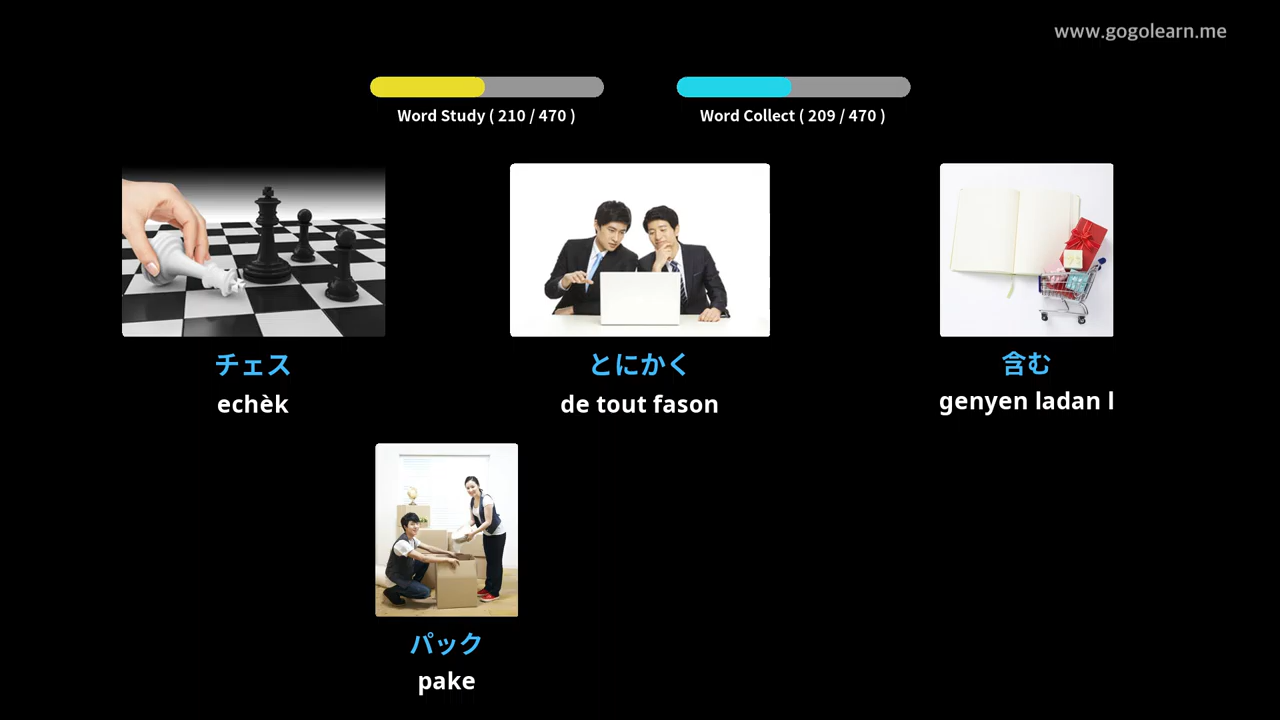 www.gogolearn.me
Word Study ( 210 / 470 )
Word Collect ( 209 / 470 )
チェス
echèk
とにかく
de tout fason
含む
genyen ladan l
パック
pake